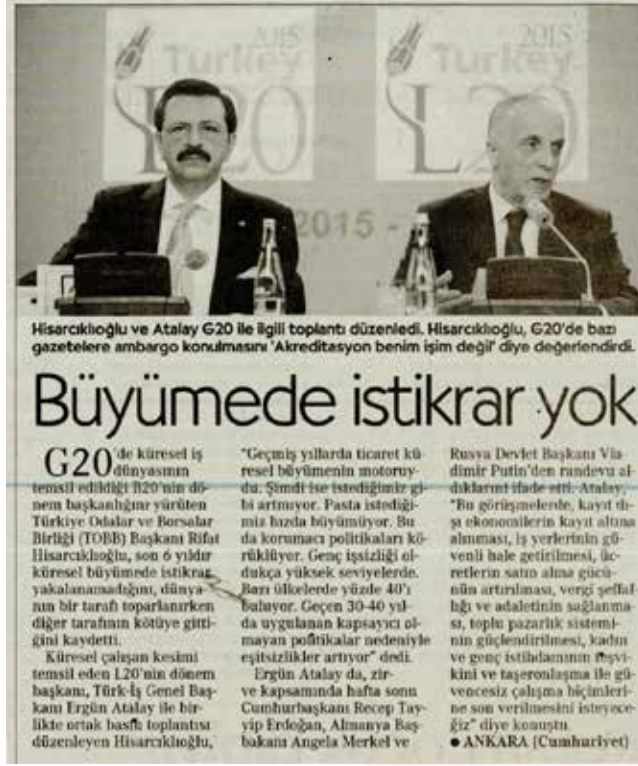 2015
Turkey
L20
2015
Turkey
L20
2015 -
Hisarcıklıoğlu ve Atalay G20 ile ilgili toplantı düzenledi. Hisarcıklıoğlu, G20'de bazı
gazetelere ambargo konulmasını 'Akreditasyon benim işim değil' diye değerlendirdi.
Büyümede istikrar yok
G20'de küresel iş
dünyasının
temsil edildiği B20'nin dö-
nem başkanlığını yürüten
Türkiye Odalar ve Borsalar
Birliği (TOBB) Başkanı Rifat
Hisarcıklıoğlu, son 6 yıldır
küresel büyümede istikrar
yakalanamadığını, dünya-
nın bir tarafı toparlanırken
diğer tarafının kötüye gitti-
ğini kaydetti.
Küresel çalışan kesimi
temsil eden L20'nin dönem
başkanı, Türk-İş Genel Baş-
kanı Ergün Atalay ile bir-
likte ortak basın toplantısı
düzenleyen Hisarcıklıoğlu,
"Geçmiş yıllarda ticaret kü-
resel büyümenin motoruy-
du. Şimdi ise istediğimiz gi-
bi artmıyor. Pasta istediği-
miz hızda büyümüyor. Bu
da korumacı politikaları kö-
rüklüyor. Genç işsizliği ol-
dukça yüksek seviyelerde.
Bazı ülkelerde yüzde 40'ı
buluyor. Geçen 30-40 yıl-
da uygulanan kapsayıcı ol-
mayan politikalar nedeniyle
eşitsizlikler artıyor" dedi.
Ergün Atalay da, zir-
ve kapsamında hafta sonu
Cumhurbaşkanı Recep Tay-
yip Erdoğan, Almanya Baş-
bakanı Angela Merkel ve
Rusya Devlet Başkanı Vla-
dimir Putin'den randevu al-
dıklarını ifade etti. Atalay,
"Bu görüşmelerde, kayıt dı-
şı ekonomilerin kayıt altına
alınması, iş yerlerinin gü-
venli hale getirilmesi, üc-
retlerin satın alma gücü-
nün artırılması, vergi şeffaf-
lığı ve adaletinin sağlanma-
sı, toplu pazarlık sistemi-
nin güçlendirilmesi, kadın
ve genç istihdamının teşvi-
kini ve taşeronlaşma ile gü-
vencesiz çalışma biçimleri-
ne son verilmesini isteyece-
ğiz" diye konuştu.
● ANKARA (Cumhuriyet)